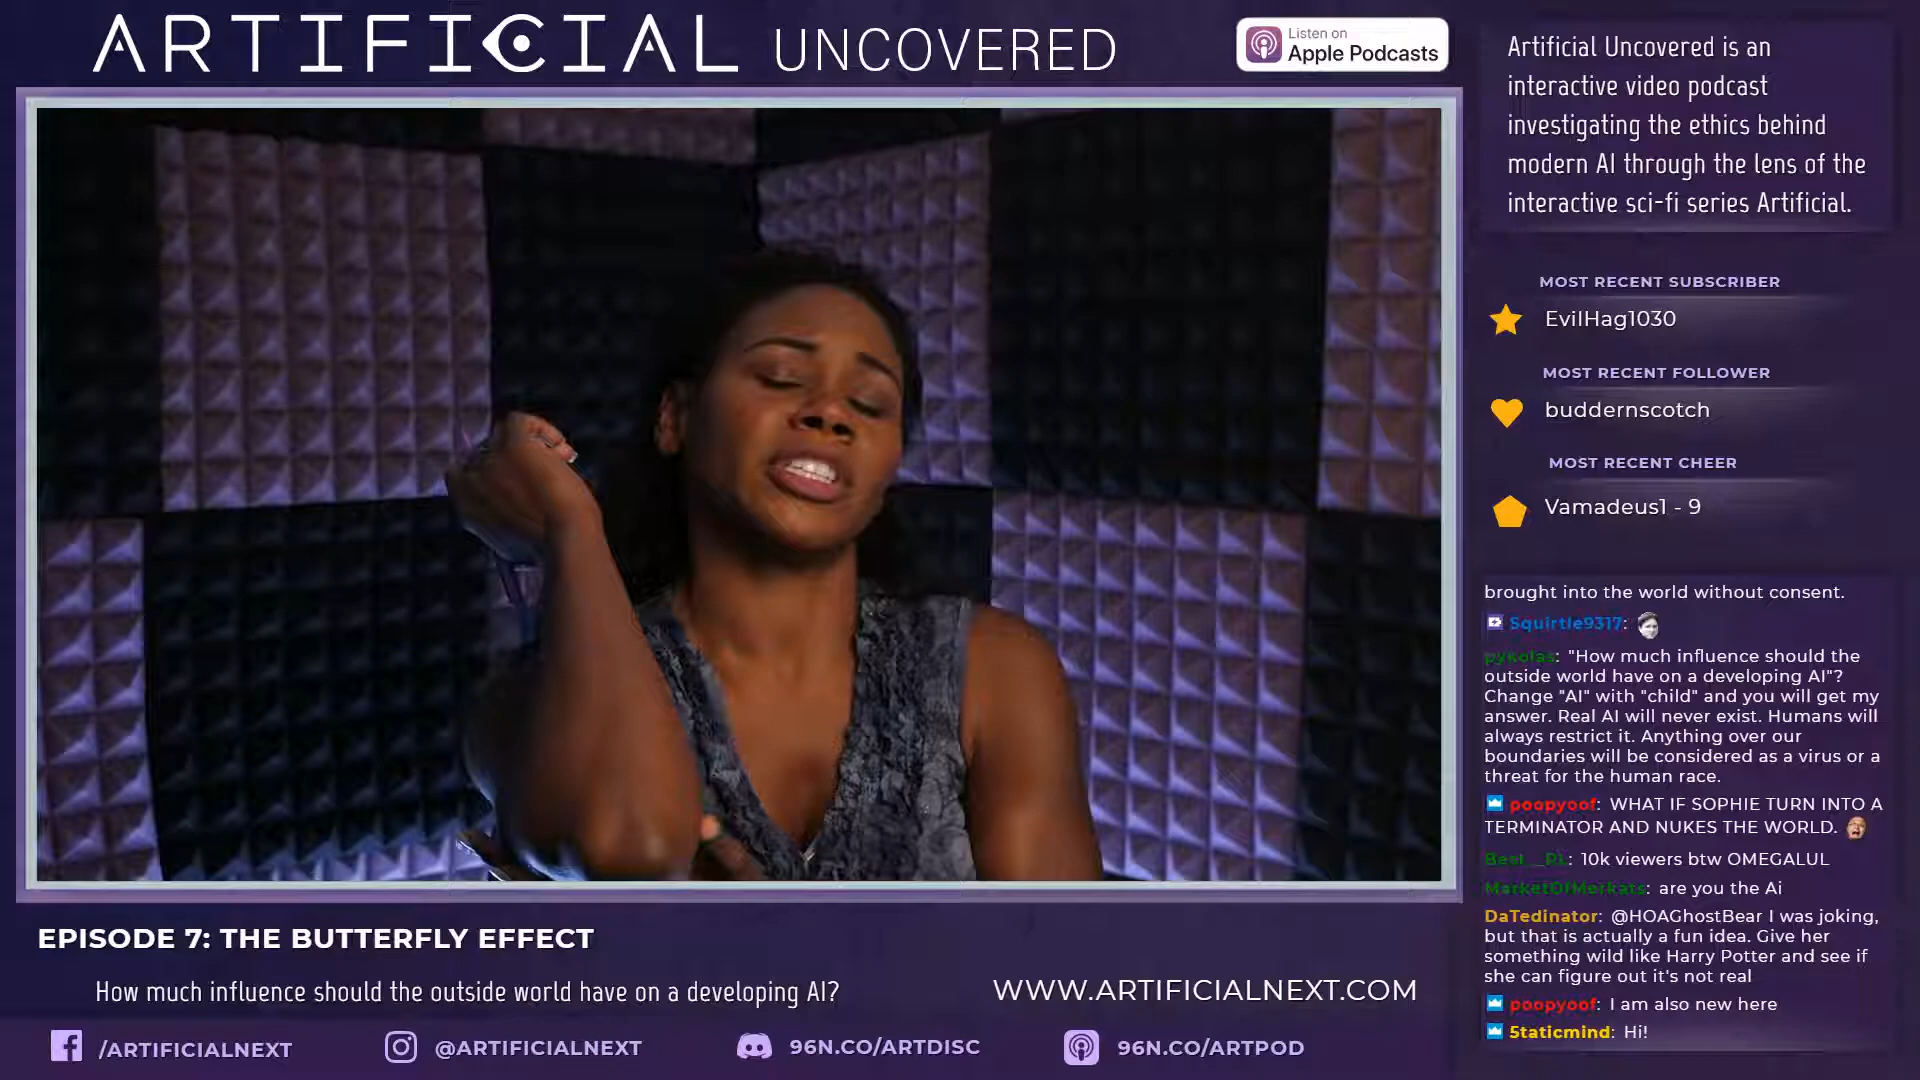 ARTIFICIAL UNCOVERED
Listen on
Apple Podcasts
Artificial Uncovered is an
interactive video podcast
investigating the ethics behind
modern AI through the lens of the
interactive sci-fi series Artificial.
MOST RECENT SUBSCRIBER
EvilHag1030
MOST RECENT FOLLOWER
buddernscotch
MOST RECENT CHEER
Vamadeus1 - 9
brought into the world without consent.
Squirtle9317:
pykolas: "How much influence should the
outside world have on a developing AI"?
Change "AI" with "child" and you will get my
answer. Real AI will never exist. Humans will
always restrict it. Anything over our
boundaries will be considered as a virus or a
threat for the human race.
poopyoof: WHAT IF SOPHIE TURN INTO A
TERMINATOR AND NUKES THE WORLD.
10k viewers btw OMEGALUL
MarketOfMerkats: are you the Ai
DaTedinator: @HOAGhostBear I was joking,
but that is actually a fun idea. Give her
something wild like Harry Potter and see if
she can figure out it's not real
poopyoof: I am also new here
5taticmind: Hi!
EPISODE 7: THE BUTTERFLY EFFECT
How much influence should the outside world have on a developing AI?
WWW.ARTIFICIALNEXT.COM
/ARTIFICIALNEXT
@ARTIFICIALNEXT
96N.CO/ARTDISC
96N.CO/ARTPOD